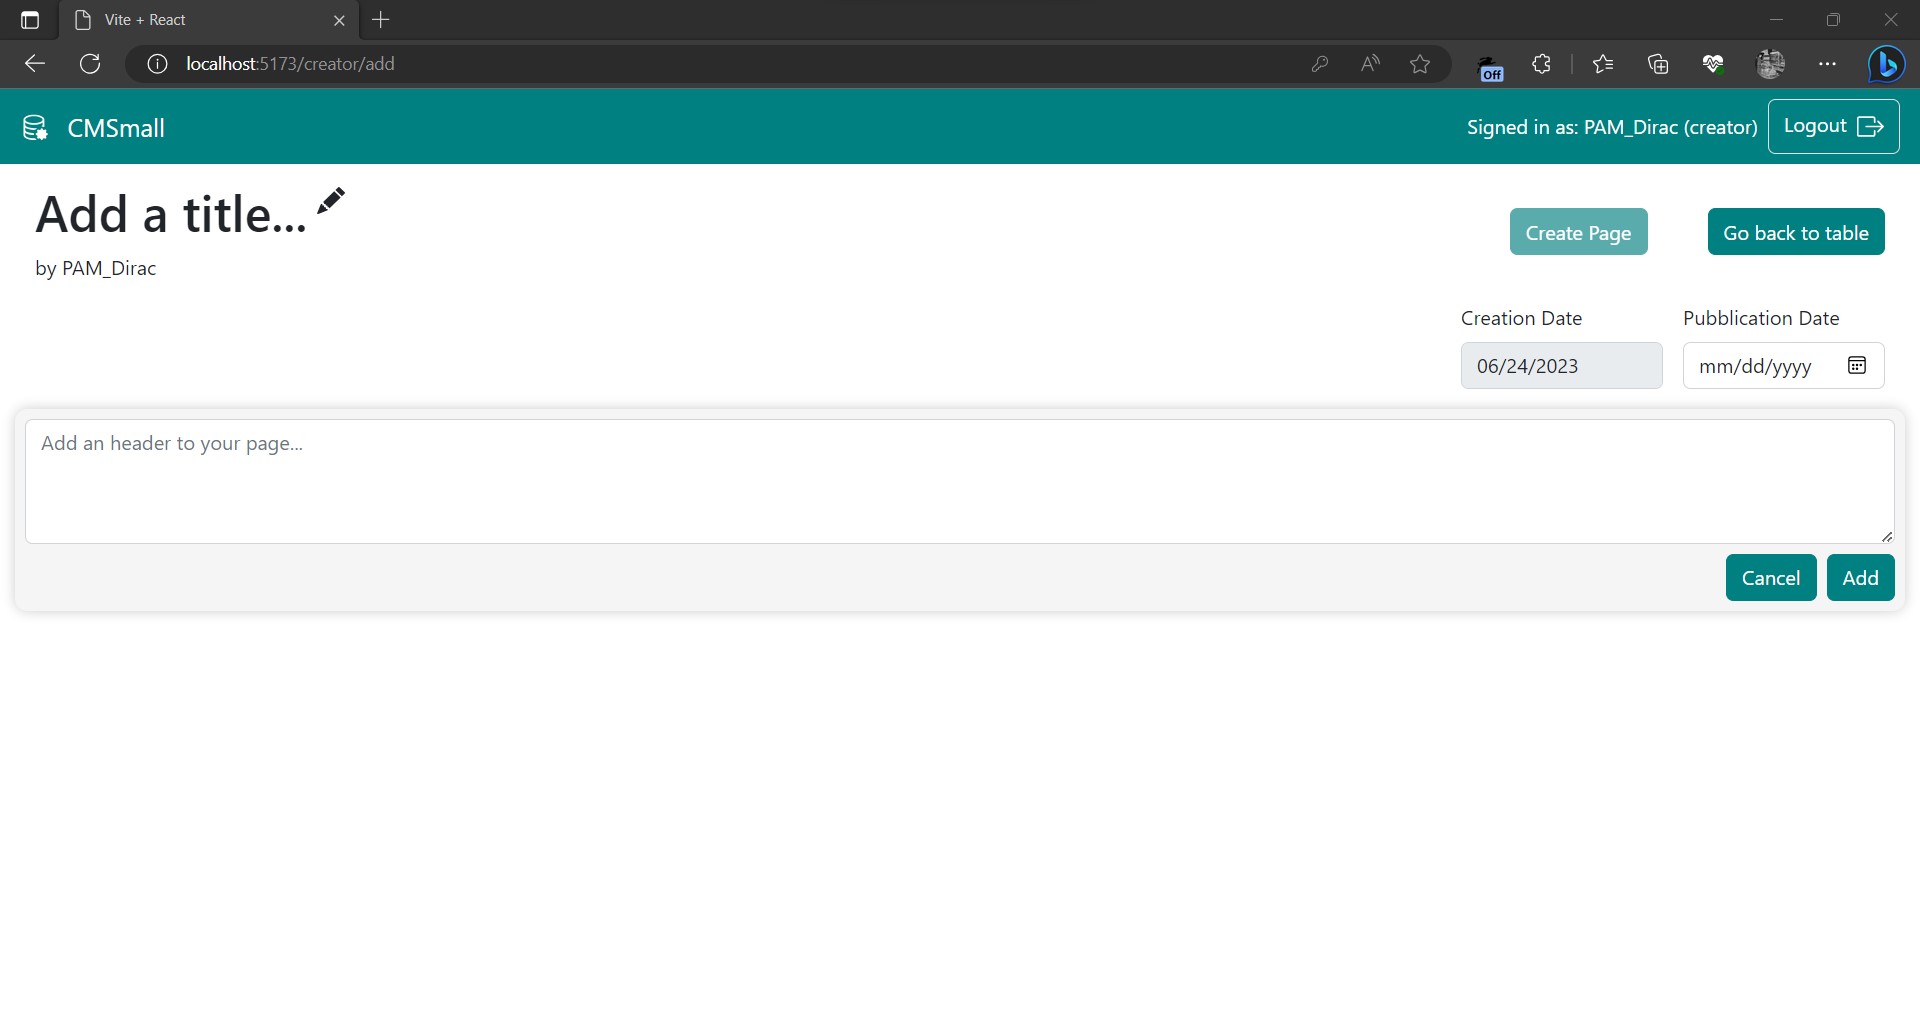 Vite + React
localhost:5173/creator/add
Off
CMSmall
Signed in as: PAM_Dirac (creator)
Logout
Add a title...
by PAM_Dirac
Create Page
Go back to table
Creation Date
Pubblication Date
06/24/2023
mm/dd/yyyy
Add an header to your page...
Cancel
Add